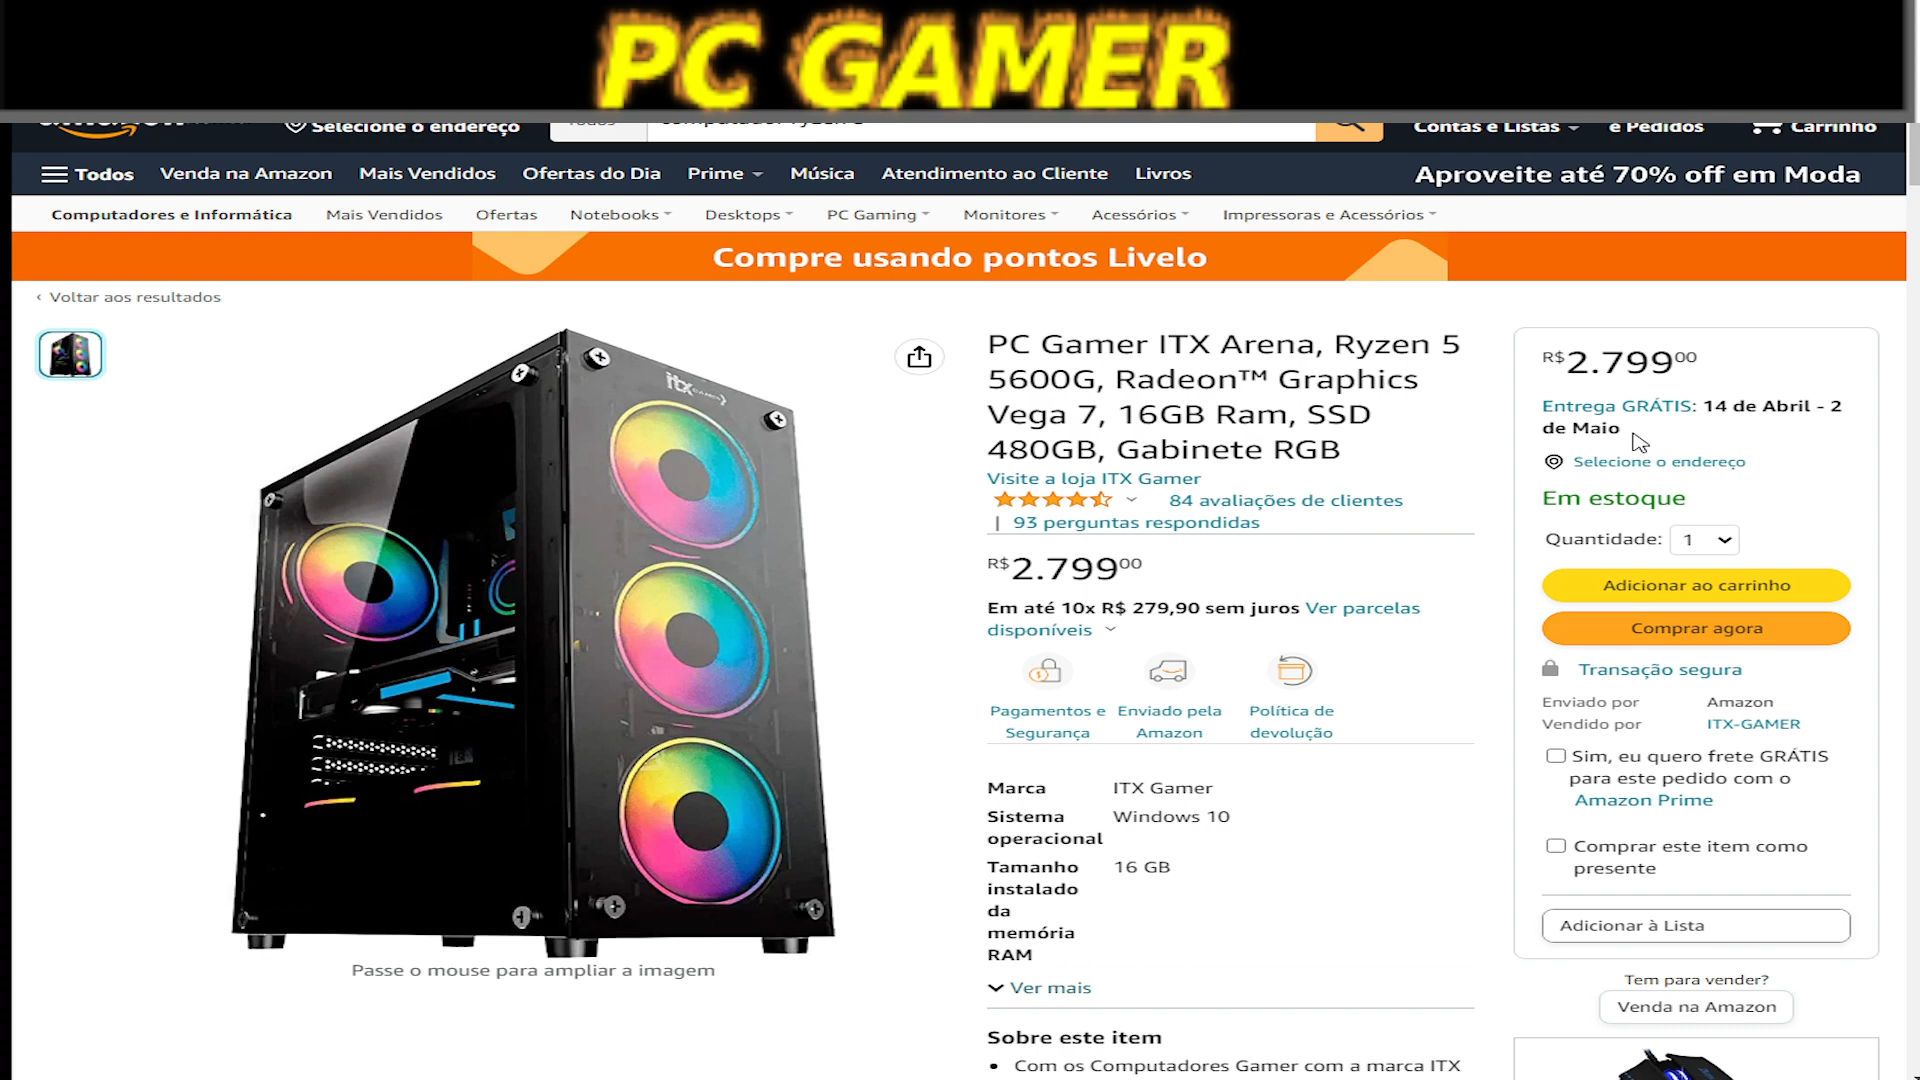 PC GAMER
Selecione o endereço
Contas e Listas
e Pedidos
Carrinho
Todos
Venda na Amazon
Mais Vendidos
Ofertas do Dia
Prime
Música
Atendimento ao Cliente
Livros
Aproveite até 70% off em Moda
Computadores e Informática
Mais Vendidos
Ofertas
Notebooks
Desktops
PC Gaming
Monitores
Acessórios
Impressoras e Acessórios
Compre usando pontos Livelo
‹ Voltar aos resultados
itx GAMER
Passe o mouse para ampliar a imagem
PC Gamer ITX Arena, Ryzen 5
5600G, Radeon™ Graphics
Vega 7, 16GB Ram, SSD
480GB, Gabinete RGB
Visite a loja ITX Gamer
84 avaliações de clientes
| 93 perguntas respondidas
R$2.79900
Em até 10x R$ 279,90 sem juros Ver parcelas
disponíveis
Pagamentos e
Segurança
Enviado pela
Amazon
Política de
devolução
Marca ITX Gamer
Sistema Windows 10
operacional
Tamanho 16 GB
instalado
da
memória
RAM
Ver mais
Sobre este item
• Com os Computadores Gamer com a marca ITX
R$2.79900
Entrega GRÁTIS: 14 de Abril - 2
de Maio
Selecione o endereço
Em estoque
Quantidade: 1
Adicionar ao carrinho
Comprar agora
Transação segura
Enviado por Amazon
Vendido por ITX-GAMER
Sim, eu quero frete GRÁTIS
para este pedido com o
Amazon Prime
Comprar este item como
presente
Adicionar à Lista
Tem para vender?
Venda na Amazon